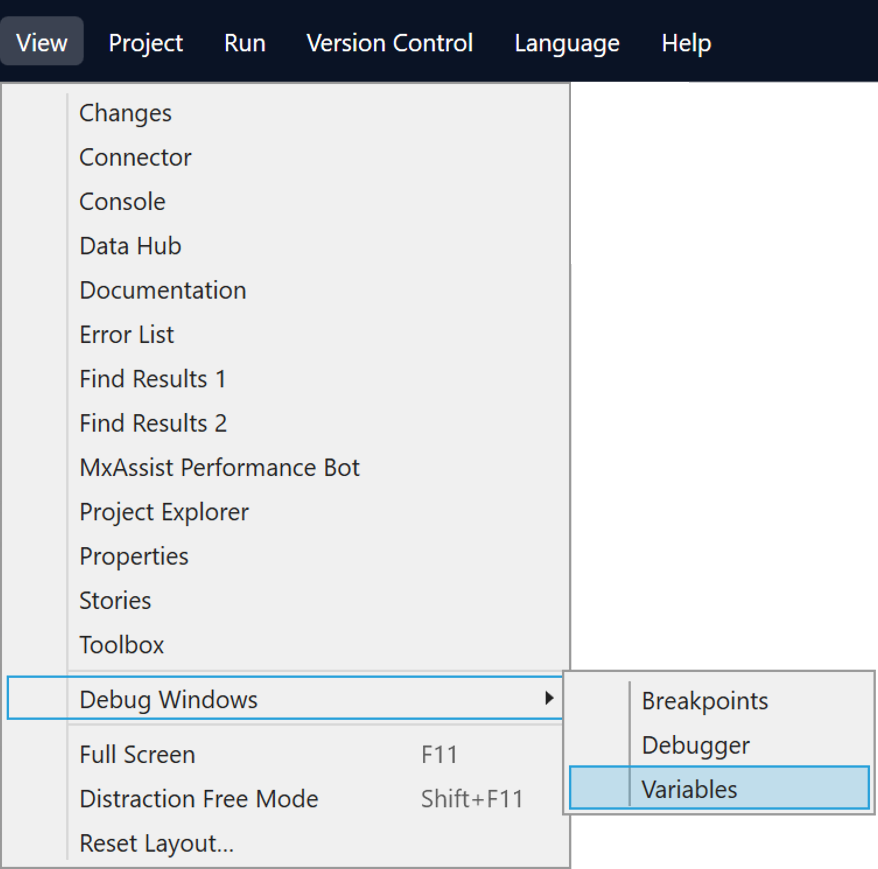 View Project Run Version Control Language Help
Changes
Connector
Console
Data Hub
Documentation
Error List
Find Results 1
Find Results 2
MxAssist Performance Bot
Project Explorer
Properties
Stories
Toolbox
Debug Windows
Breakpoints
Debugger
Variables
Full Screen F11
Distraction Free Mode Shift+F11
Reset Layout...